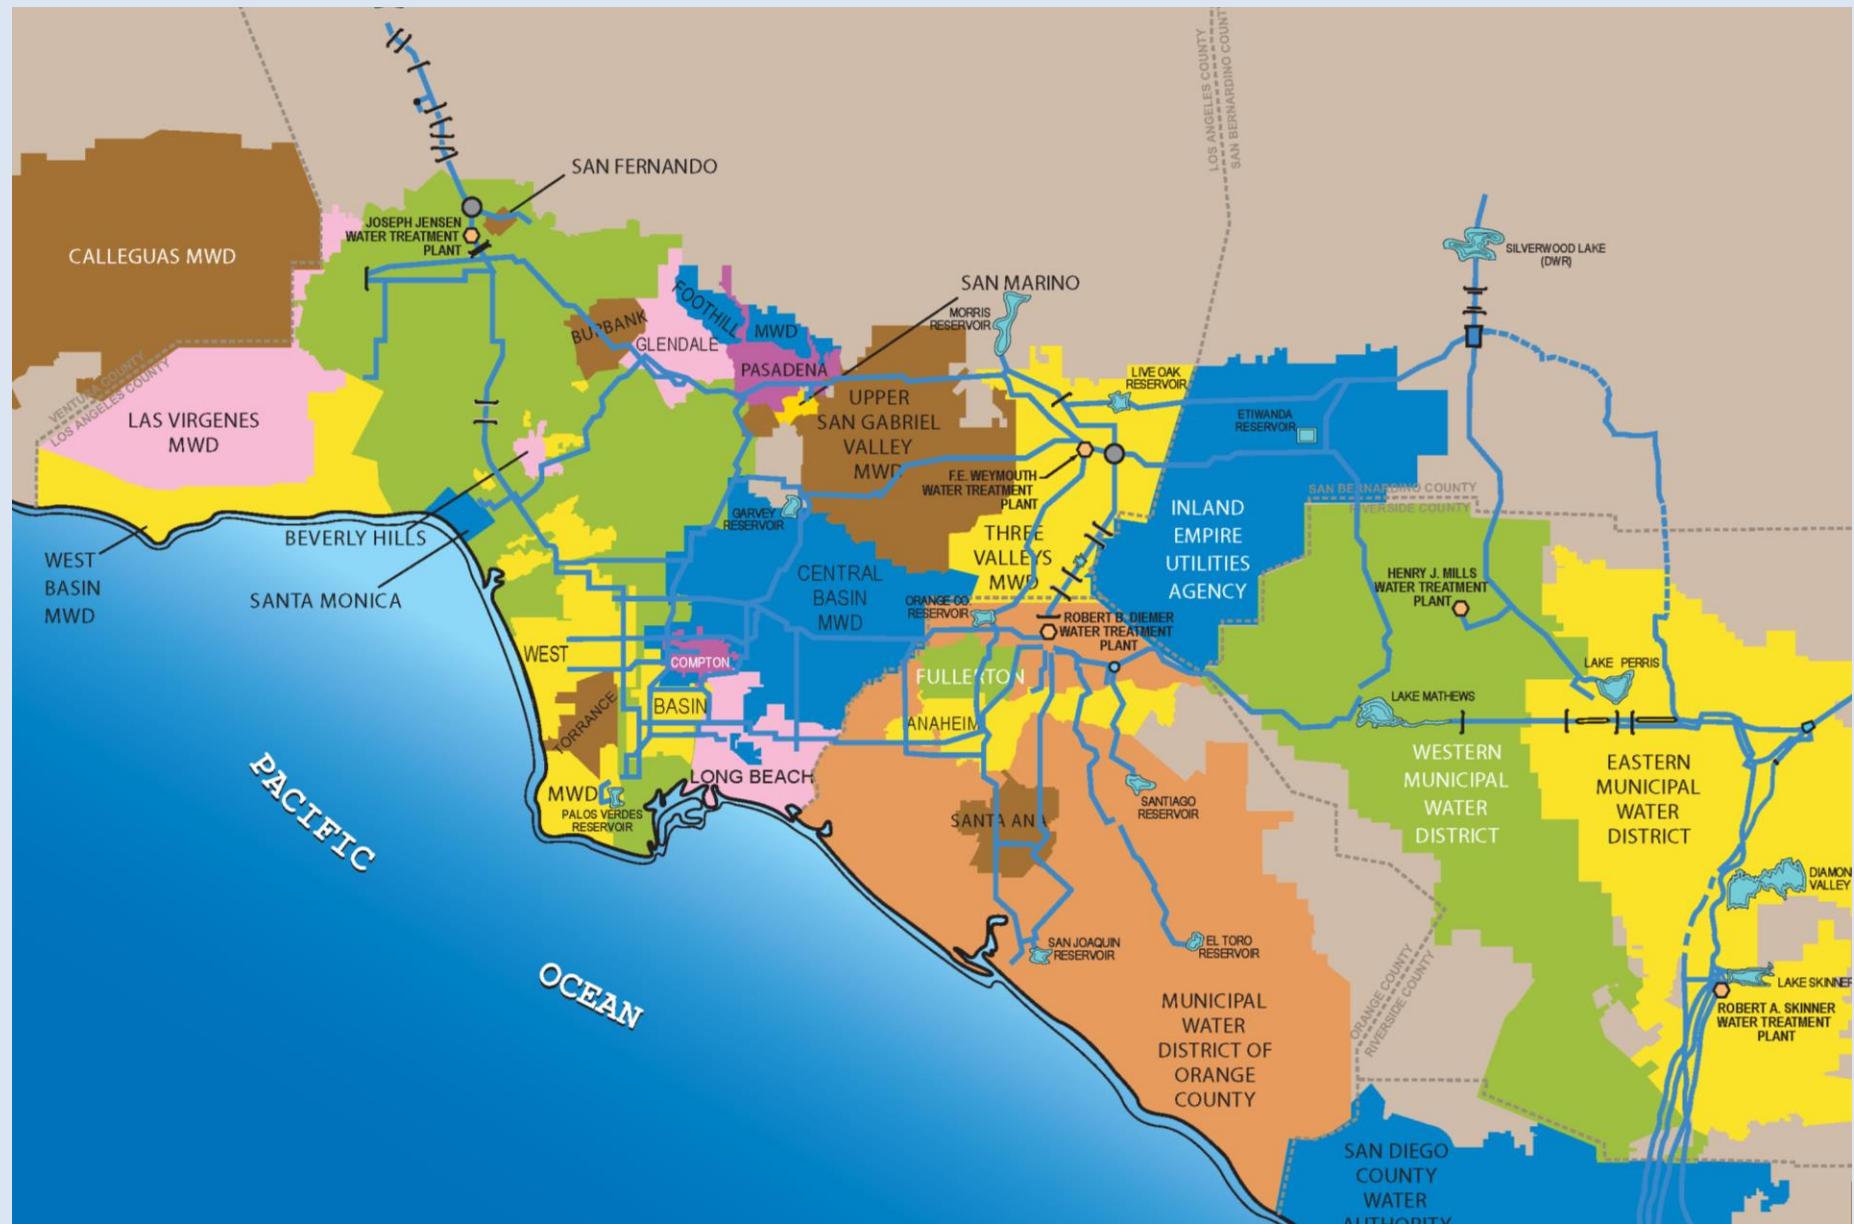 LOS ANGELES COUNTY
SAN BERNARDINO COUNT
SAN FERNANDO
JOSEPH JENSEN
WATER TREATMENT
PLANT
CALLEGUAS MWD
SILVERWOOD LAKE
(DWR)
SAN MARINO
MORRIS
RESERVOIR
FOOTHILL
MWD
BURBANK
GLENDALE
PASADENA
LIVE OAK
RESERVOIR
VENTURA COUNTY
LOS ANGELES COUNTY
LAS VIRGENES
MWD
UPPER
SAN GABRIEL
VALLEY
MWD
ETIWANDA
RESERVOIR
F.E. WEYMOUTH
WATER TREATMENT
PLANT
SAN BERNARDINO COUNTY
RIVERSIDE COUNTY
GARVEY
RESERVOIR
INLAND
EMPIRE
UTILITIES
AGENCY
WEST
BASIN
MWD
BEVERLY HILLS
SANTA MONICA
THREE
VALLEYS
MWD
CENTRAL
BASIN
MWD
HENRY J. MILLS
WATER TREATMENT
PLANT
ORANGE CO.
RESERVOIR
ROBERT B. DIEMER
WATER TREATMENT
PLANT
WEST
COMPTON
FULLERTON
LAKE PERRIS
LAKE MATHEWS
TORRANCE
BASIN
ANAHEIM
WESTERN
MUNICIPAL
WATER
DISTRICT
EASTERN
MUNICIPAL
WATER
DISTRICT
LONG BEACH
MWD
PALOS VERDES
RESERVOIR
SANTIAGO
RESERVOIR
SANTA ANA
PACIFIC
OCEAN
DIAMON
VALLEY
SAN JOAQUIN
RESERVOIR
EL TORO
RESERVOIR
ORANGE COUNTY
RIVERSIDE COUNTY
LAKE SKINNER
ROBERT A. SKINNER
WATER TREATMENT
PLANT
MUNICIPAL
WATER
DISTRICT OF
ORANGE
COUNTY
SAN DIEGO
COUNTY
WATER
AUTHORITY